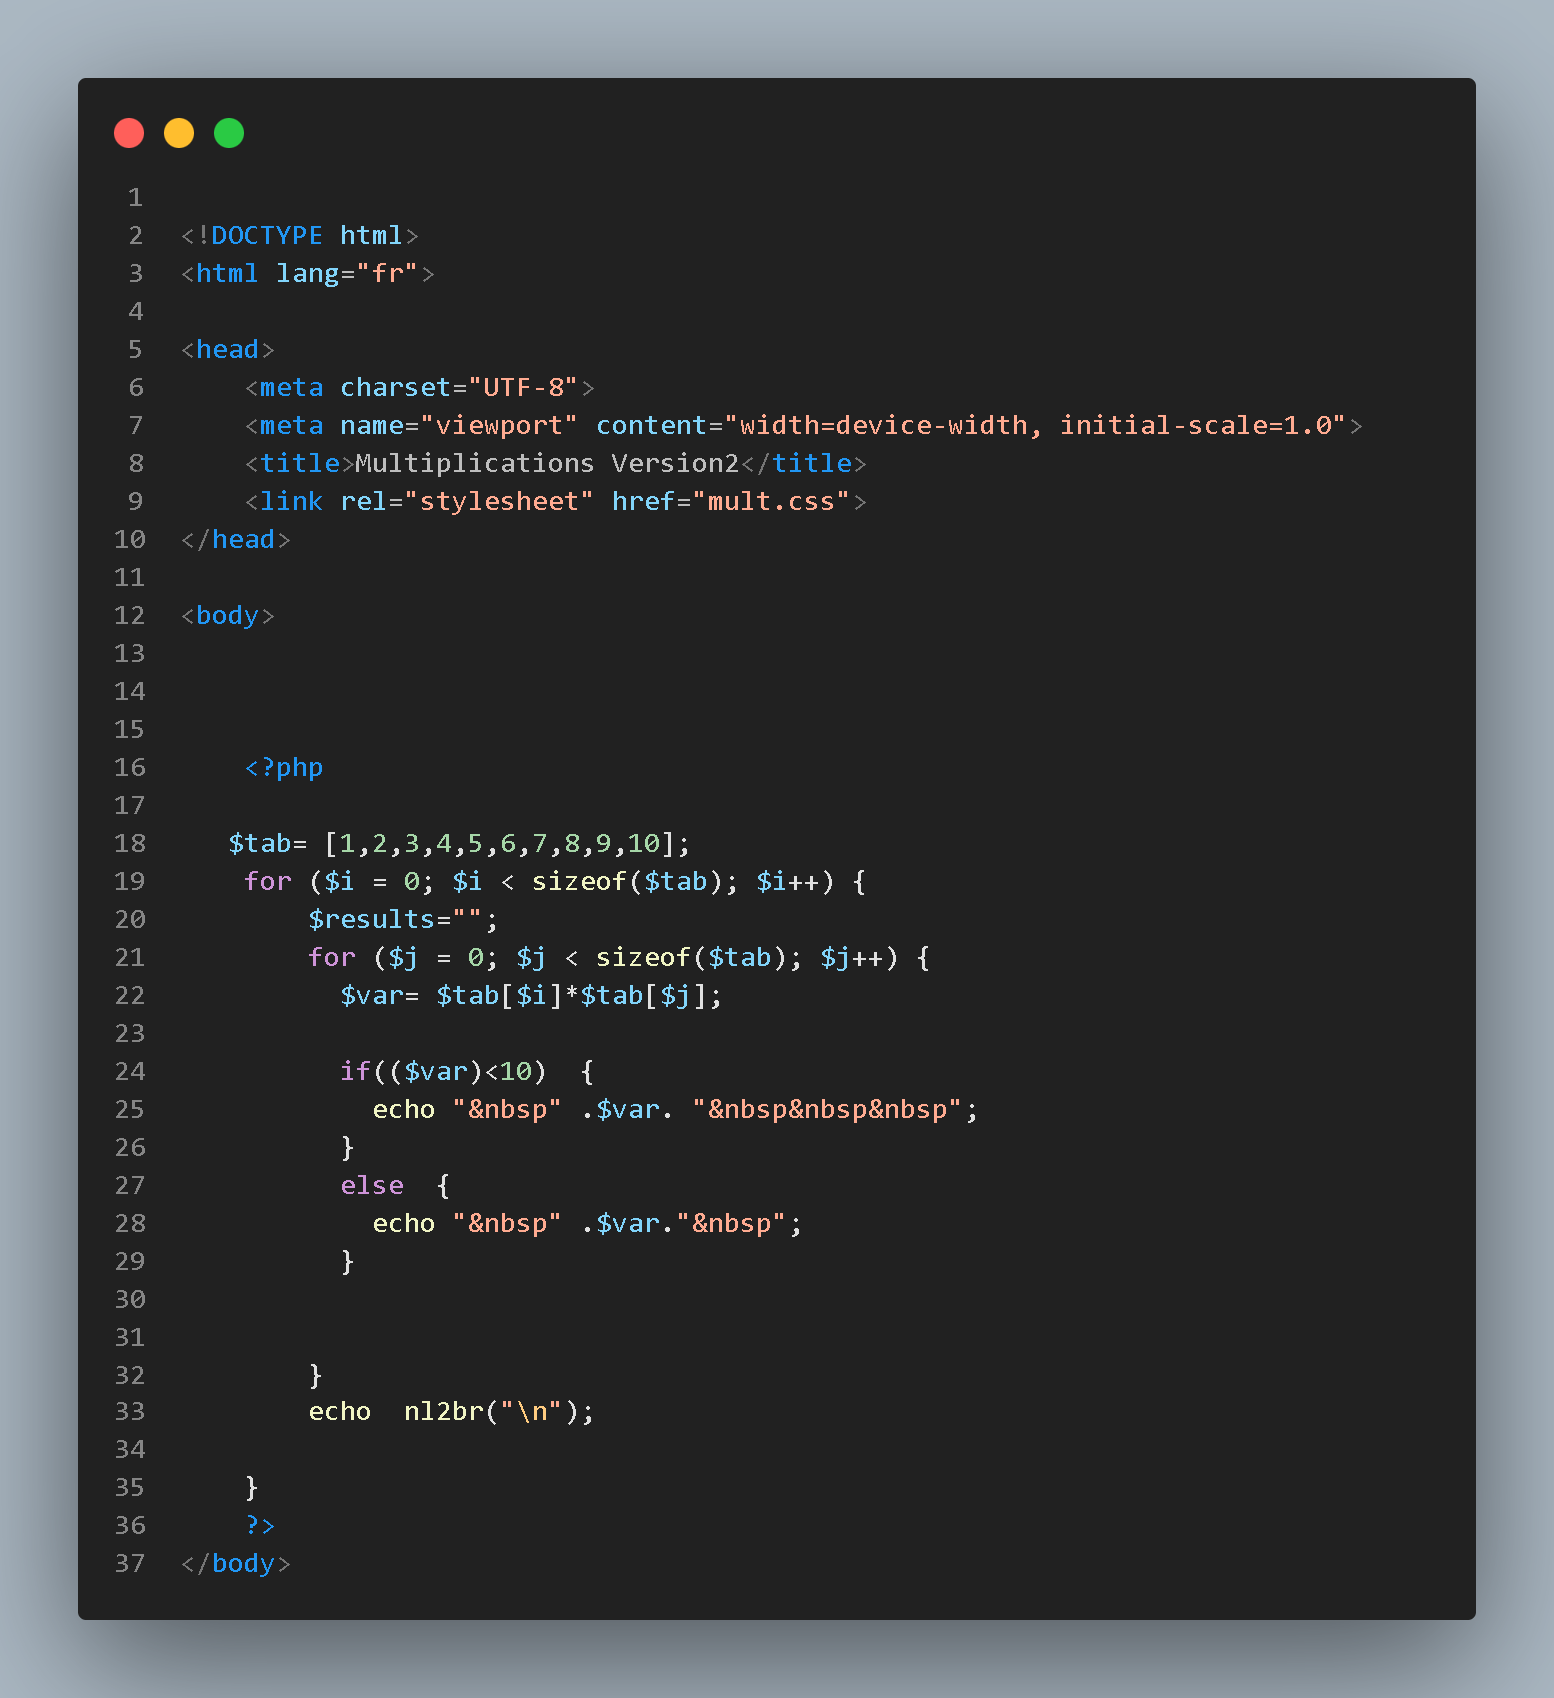 1
2 <!DOCTYPE html>
3 <html lang="fr">
4
5 <head>
6     <meta charset="UTF-8">
7     <meta name="viewport" content="width=device-width, initial-scale=1.0">
8     <title>Multiplications Version2</title>
9     <link rel="stylesheet" href="mult.css">
10 </head>
11
12 <body>
13
14
15
16     <?php
17
18    $tab= [1,2,3,4,5,6,7,8,9,10];
19     for ($i = 0; $i < sizeof($tab); $i++) {
20         $results="";
21         for ($j = 0; $j < sizeof($tab); $j++) {
22           $var= $tab[$i]*$tab[$j];
23
24           if(($var)<10)  {
25             echo "&nbsp" .$var. "&nbsp&nbsp&nbsp";
26           }
27           else  {
28             echo "&nbsp" .$var."&nbsp";
29           }
30
31
32         }
33         echo  nl2br("\n");
34
35     }
36     ?>
37 </body>